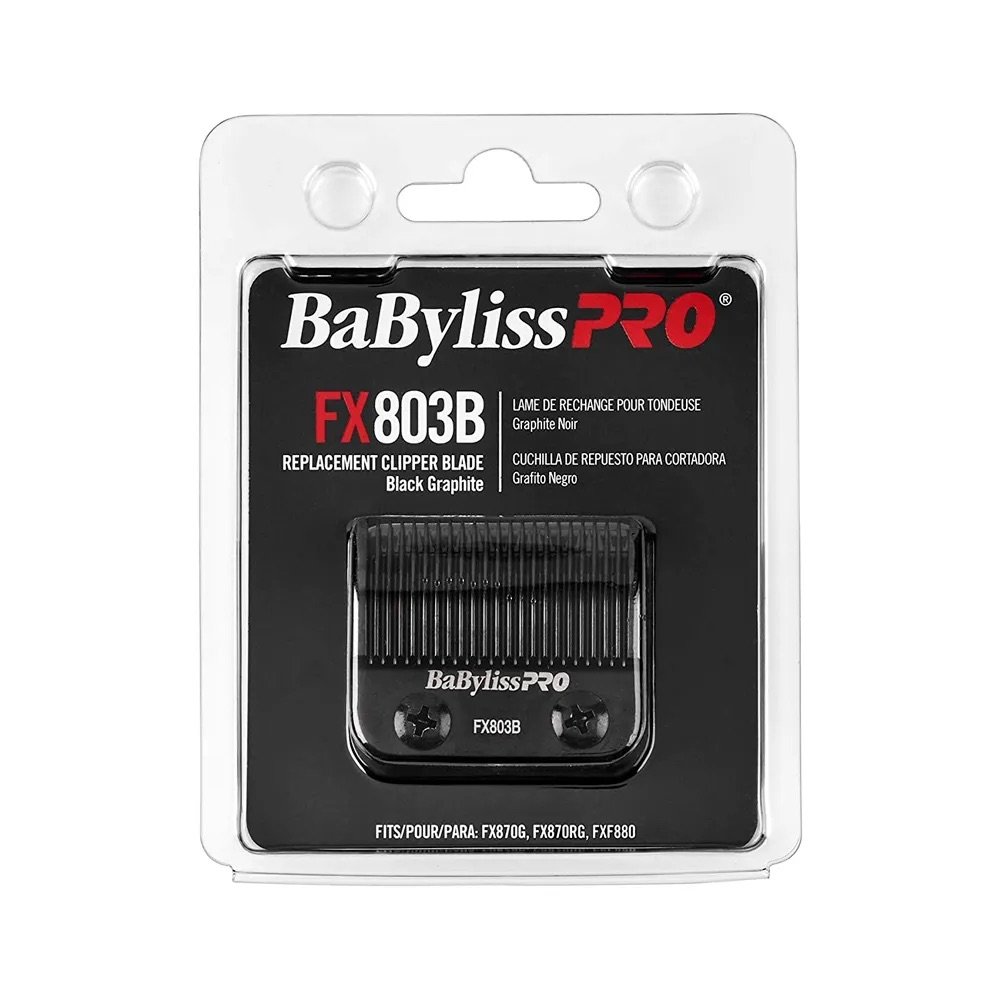 BaBylissPRO®
FX803B
REPLACEMENT CLIPPER BLADE
Black Graphite
LAME DE RECHANGE POUR TONDEUSE
Graphite Noir
CUCHILLA DE REPUESTO PARA CORTADORA
Grafito Negro
BaBylissPRO
FX803B
FITS/POUR/PARA: FX870G, FX870RG, FXF880